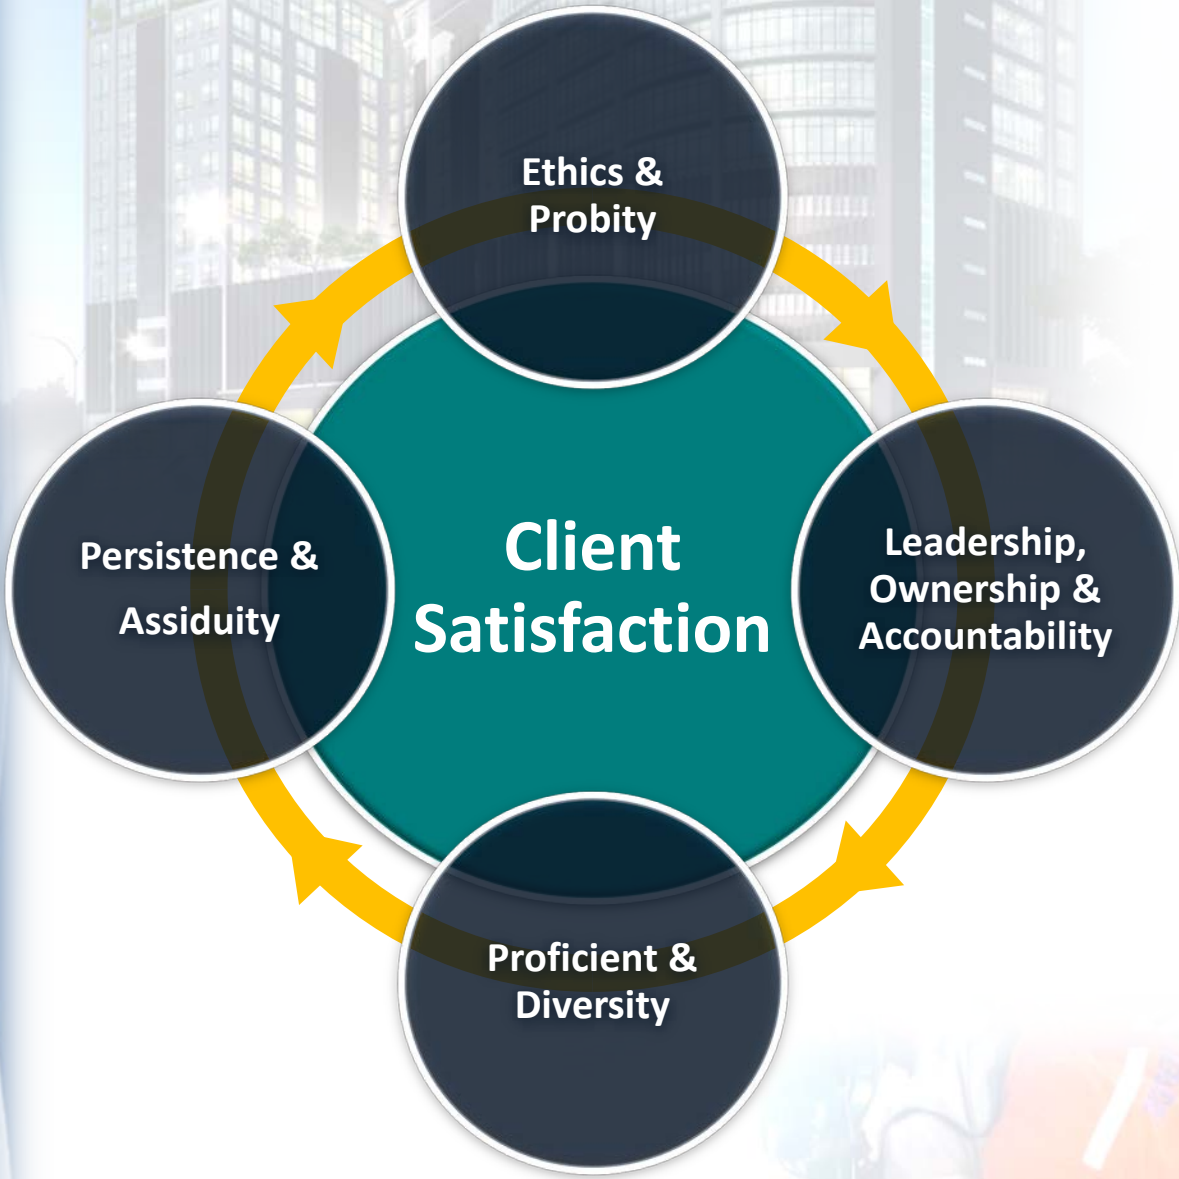 Ethics &
Probity
Persistence &
Assiduity
Client
Satisfaction
Leadership,
Ownership &
Accountability
Proficient &
Diversity